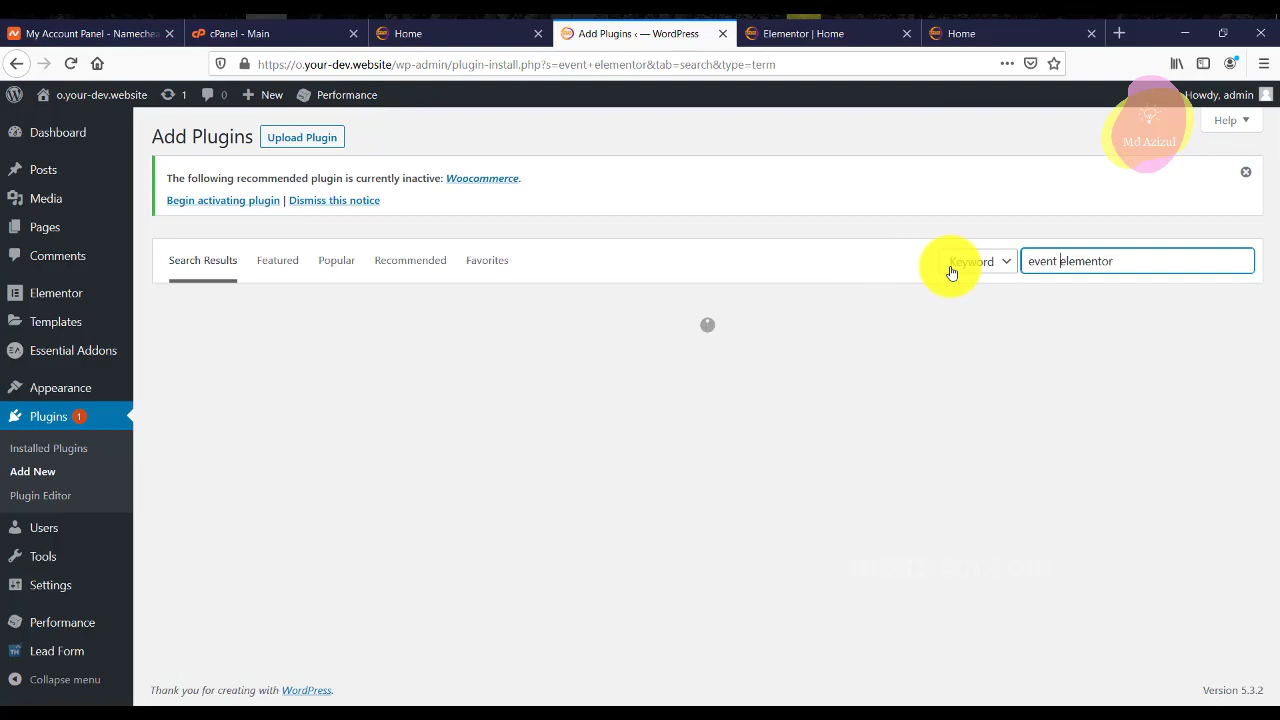 My Account Panel - Namechea
cPanel - Main
Home
Add Plugins ‹ — WordPress
Elementor | Home
Home
https://o.your-dev.website/wp-admin/plugin-install.php?s=event+elementor&tab=search&type=term
o.your-dev.website
1
0
New
Performance
Howdy, admin
Dashboard
Posts
Media
Pages
Comments
Elementor
Templates
Essential Addons
Appearance
Plugins 1
Installed Plugins
Add New
Plugin Editor
Users
Tools
Settings
Performance
Lead Form
Collapse menu
Add Plugins
Upload Plugin
Help
Md Azizul
The following recommended plugin is currently inactive: Woocommerce.
Begin activating plugin | Dismiss this notice
Search Results
Featured
Popular
Recommended
Favorites
Keyword
event elementor
Thank you for creating with WordPress.
Version 5.3.2